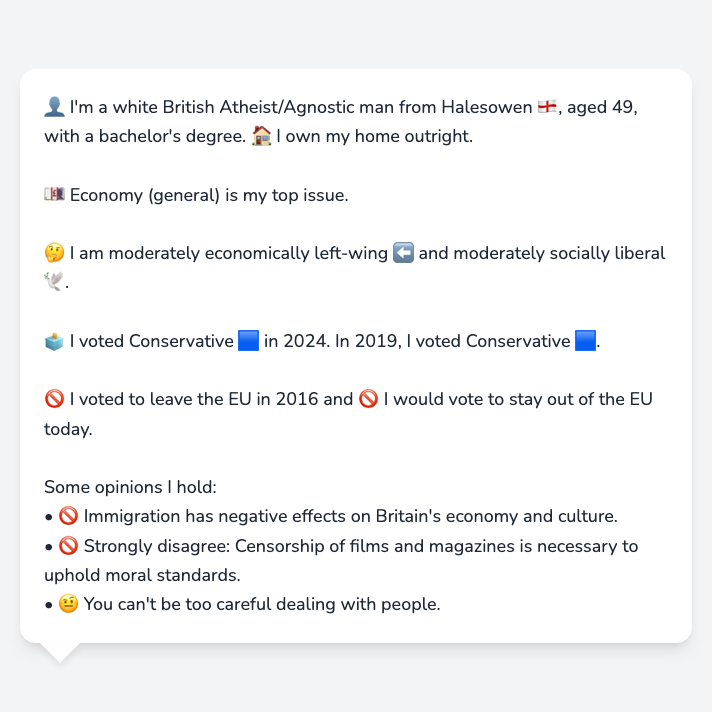 👤 I'm a white British Atheist/Agnostic man from Halesowen 🏴󠁧󠁢󠁥󠁮󠁧󠁿, aged 49,
with a bachelor's degree. 🏠 I own my home outright.
💷 Economy (general) is my top issue.
🤔 I am moderately economically left-wing ⬅️ and moderately socially liberal
🕊️.
🗳️ I voted Conservative 🟦 in 2024. In 2019, I voted Conservative 🟦.
🚫 I voted to leave the EU in 2016 and 🚫 I would vote to stay out of the EU
today.
Some opinions I hold:
• 🚫 Immigration has negative effects on Britain's economy and culture.
• 🚫 Strongly disagree: Censorship of films and magazines is necessary to
uphold moral standards.
• 🤨 You can't be too careful dealing with people.